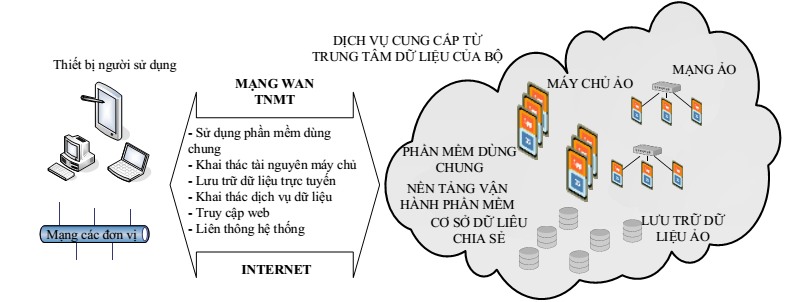 DỊCH VỤ CUNG CẤP TỪ
TRUNG TÂM DỮ LIỆU CỦA BỘ
Thiết bị người sử dụng
MẠNG WAN
TNMT
- Sử dụng phần mềm dùng
chung
- Khai thác tài nguyên máy chủ
- Lưu trữ dữ liệu trực tuyến
- Khai thác dịch vụ dữ liệu
- Truy cập web
- Liên thông hệ thống
INTERNET
Mạng các đơn vị
MÁY CHỦ ẢO
MẠNG ẢO
PHẦN MỀM DÙNG
CHUNG
NỀN TẢNG VẬN
HÀNH PHẦN MỀM
CƠ SỞ DỮ LIÊU
CHIA SẺ
LƯU TRỮ DỮ
LIỆU ẢO